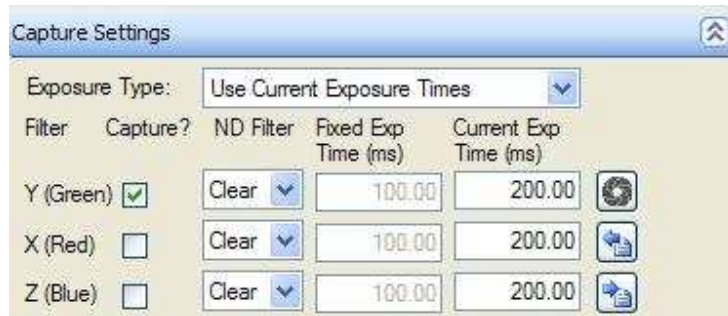 Capture Settings
Exposure Type: Use Current Exposure Times
Filter Capture? ND Filter Fixed Exp Time (ms) Current Exp Time (ms)
Y (Green) Clear 100.00 200.00
X (Red) Clear 100.00 200.00
Z (Blue) Clear 100.00 200.00